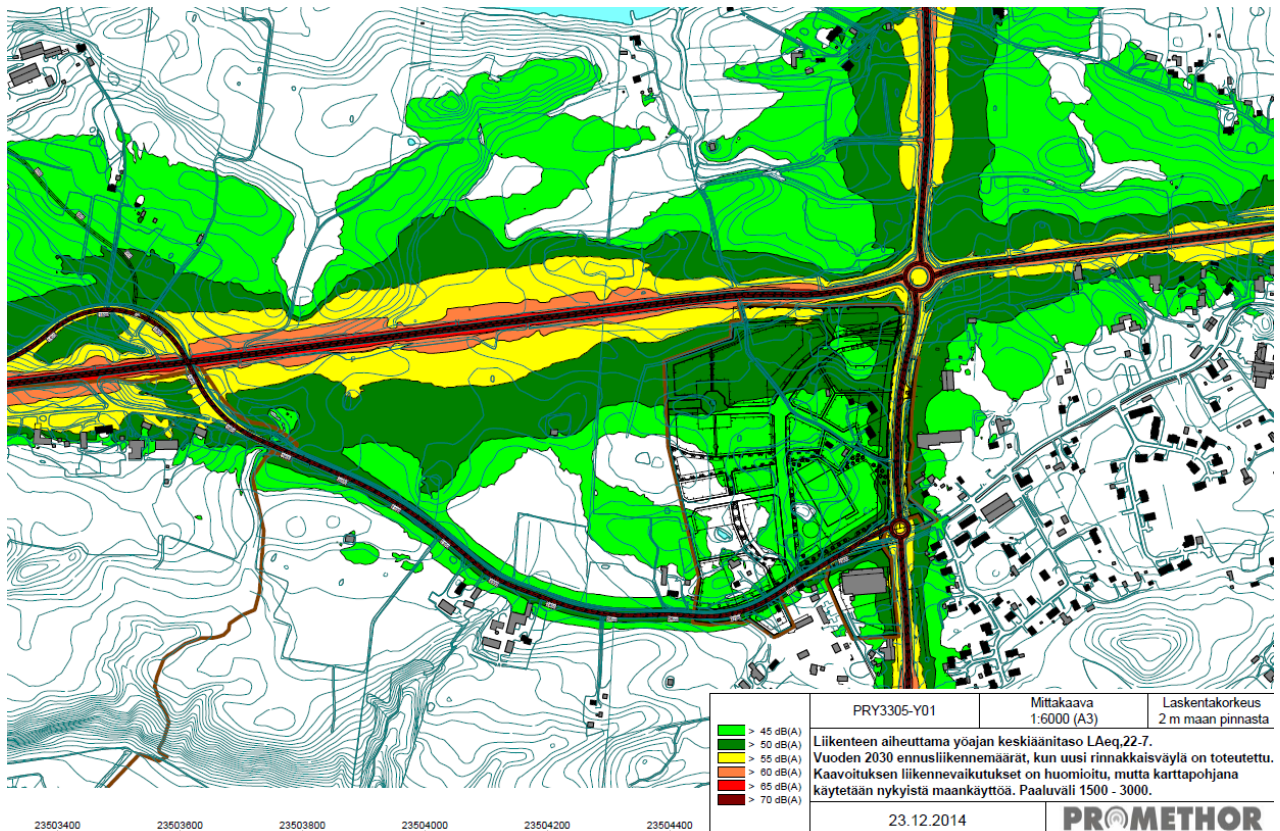 PRY3305-Y01
Mittakaava
1:6000 (A3)
Laskentakorkeus
2 m maan pinnasta
> 45 dB(A)
> 50 dB(A)
> 55 dB(A)
> 60 dB(A)
> 65 dB(A)
> 70 dB(A)
Liikenteen aiheuttama yöajan keskiäänitaso LAeq,22-7.
Vuoden 2030 ennusliikennemäärät, kun uusi rinnakkaisväylä on toteutettu.
Kaavoituksen liikennevaikutukset on huomioitu, mutta karttapohjana
käytetään nykyistä maankäyttöä. Paaluväli 1500 - 3000.
23.12.2014
PROMETHOR
23503400 23503600 23503800 23504000 23504200 23504400